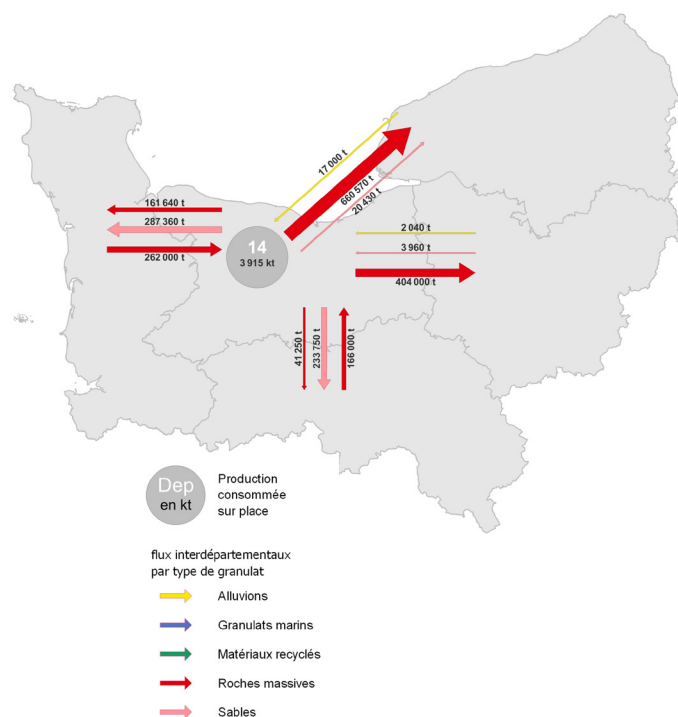 17 000 t
660 570 t
20 430 t
161 640 t
287 360 t
262 000 t
14
3 915 kt
2 040 t
3 960 t
404 000 t
41 250 t
233 750 t
166 000 t
Dep
en kt
Production
consommée
sur place
flux interdépartementaux
par type de granulat
Alluvions
Granulats marins
Matériaux recyclés
Roches massives
Sables